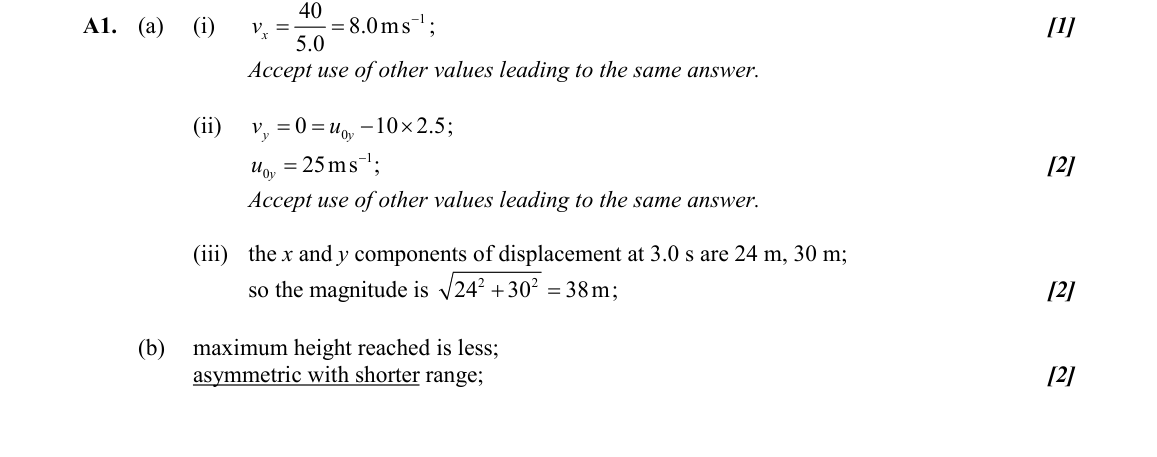 A1. (a) (i) vₓ = 40/5.0 = 8.0 m s⁻¹; [1]
Accept use of other values leading to the same answer.
(ii) v_y = 0 = u₀y − 10 × 2.5;
u₀y = 25 m s⁻¹; [2]
Accept use of other values leading to the same answer.
(iii) the x and y components of displacement at 3.0 s are 24 m, 30 m;
so the magnitude is √(24² + 30²) = 38 m; [2]
(b) maximum height reached is less;
asymmetric with shorter range; [2]